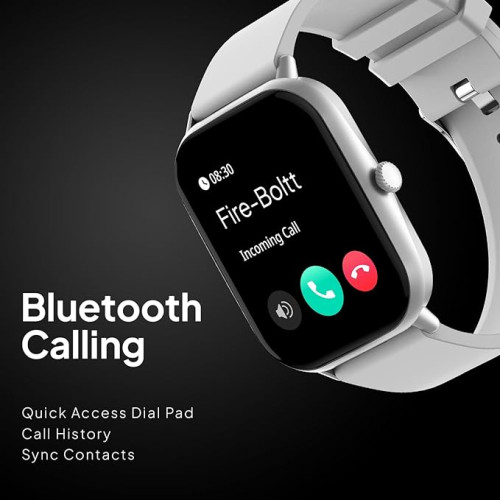 08:30
Fire-Boltt
Incoming Call
Bluetooth
Calling
Quick Access Dial Pad
Call History
Sync Contacts